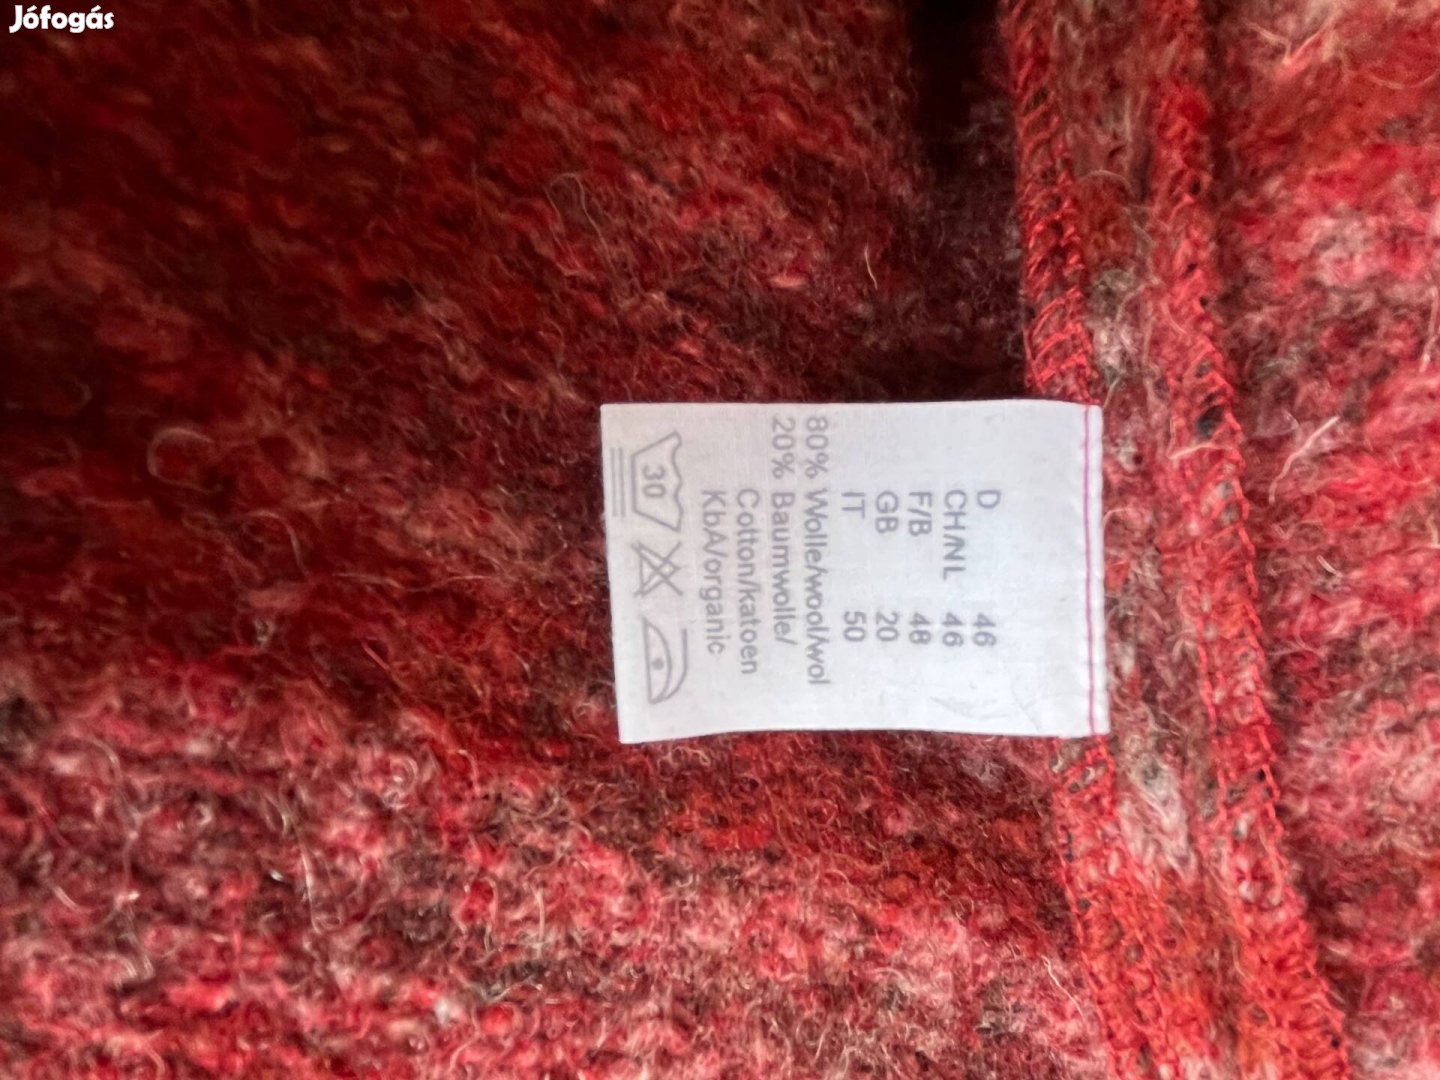 Jófogás
D 46
CH/NL 46
F/B 48
GB 20
IT 50
80% Wolle/wool/wol
20% Baumwolle/
Cotton/katoen
KbA/organic
30